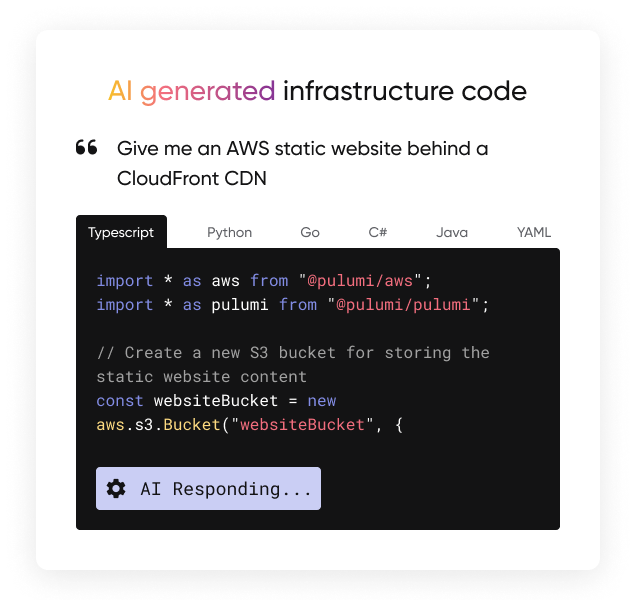 AI generated infrastructure code
“ Give me an AWS static website behind a
CloudFront CDN
Typescript Python Go C# Java YAML
import * as aws from "@pulumi/aws";
import * as pulumi from "@pulumi/pulumi";
// Create a new S3 bucket for storing the
static website content
const websiteBucket = new
aws.s3.Bucket("websiteBucket", {
AI Responding...